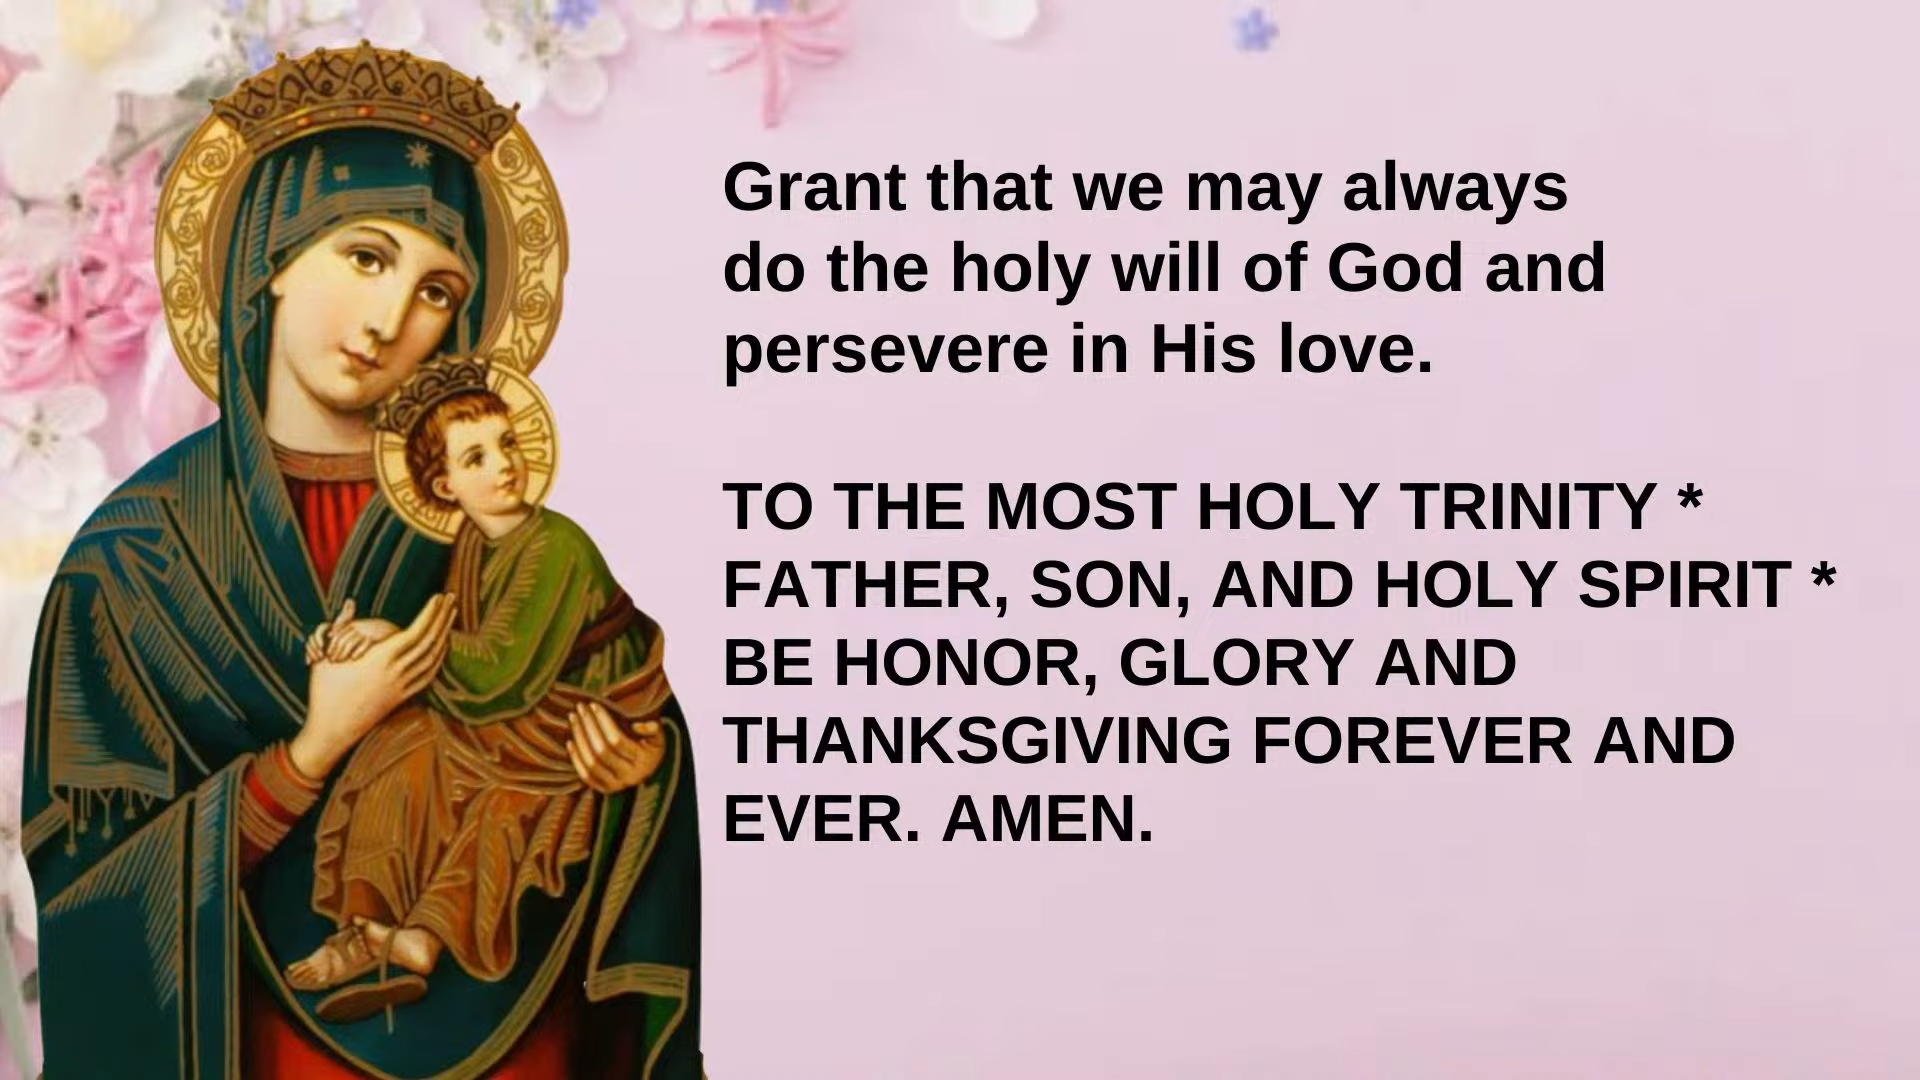 Grant that we may always
do the holy will of God and
persevere in His love.
TO THE MOST HOLY TRINITY *
FATHER, SON, AND HOLY SPIRIT *
BE HONOR, GLORY AND
THANKSGIVING FOREVER AND
EVER. AMEN.